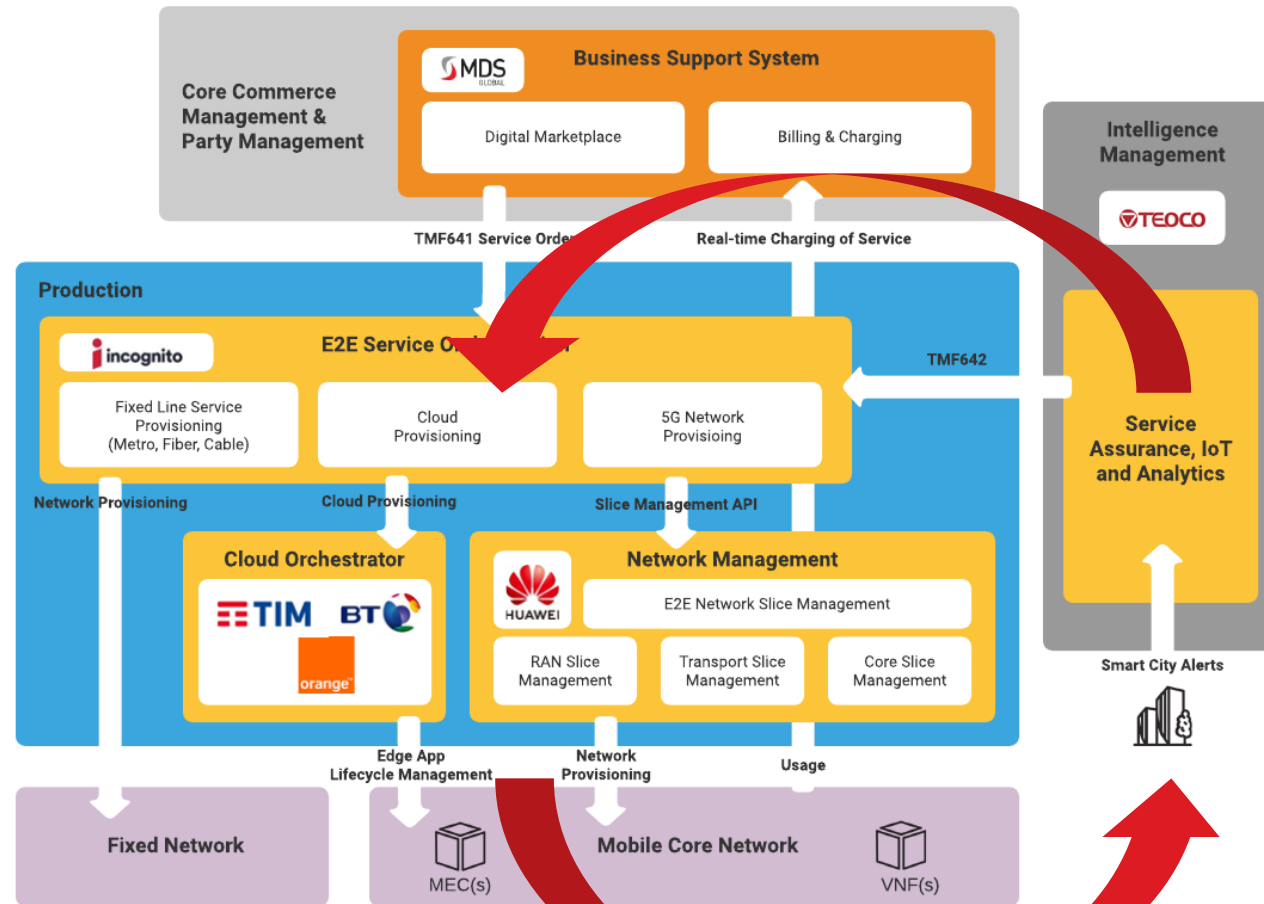 Business Support System
MDS
GLOBAL
Core Commerce
Management &
Party Management
Digital Marketplace
Billing & Charging
Intelligence
Management
TEOCO
TMF641 Service Order
Real-time Charging of Service
Production
incognito
E2E Service
TMF642
Fixed Line Service
Provisioning
(Metro, Fiber, Cable)
Cloud
Provisioning
5G Network
Provisioing
Service
Assurance, IoT
and Analytics
Network Provisioning
Cloud Provisioning
Slice Management API
Cloud Orchestrator
Network Management
TIM
BT
orange™
HUAWEI
E2E Network Slice Management
RAN Slice
Management
Transport Slice
Management
Core Slice
Management
Smart City Alerts
Edge App
Lifecycle Management
Network
Provisioning
Usage
Fixed Network
Mobile Core Network
MEC(s)
VNF(s)